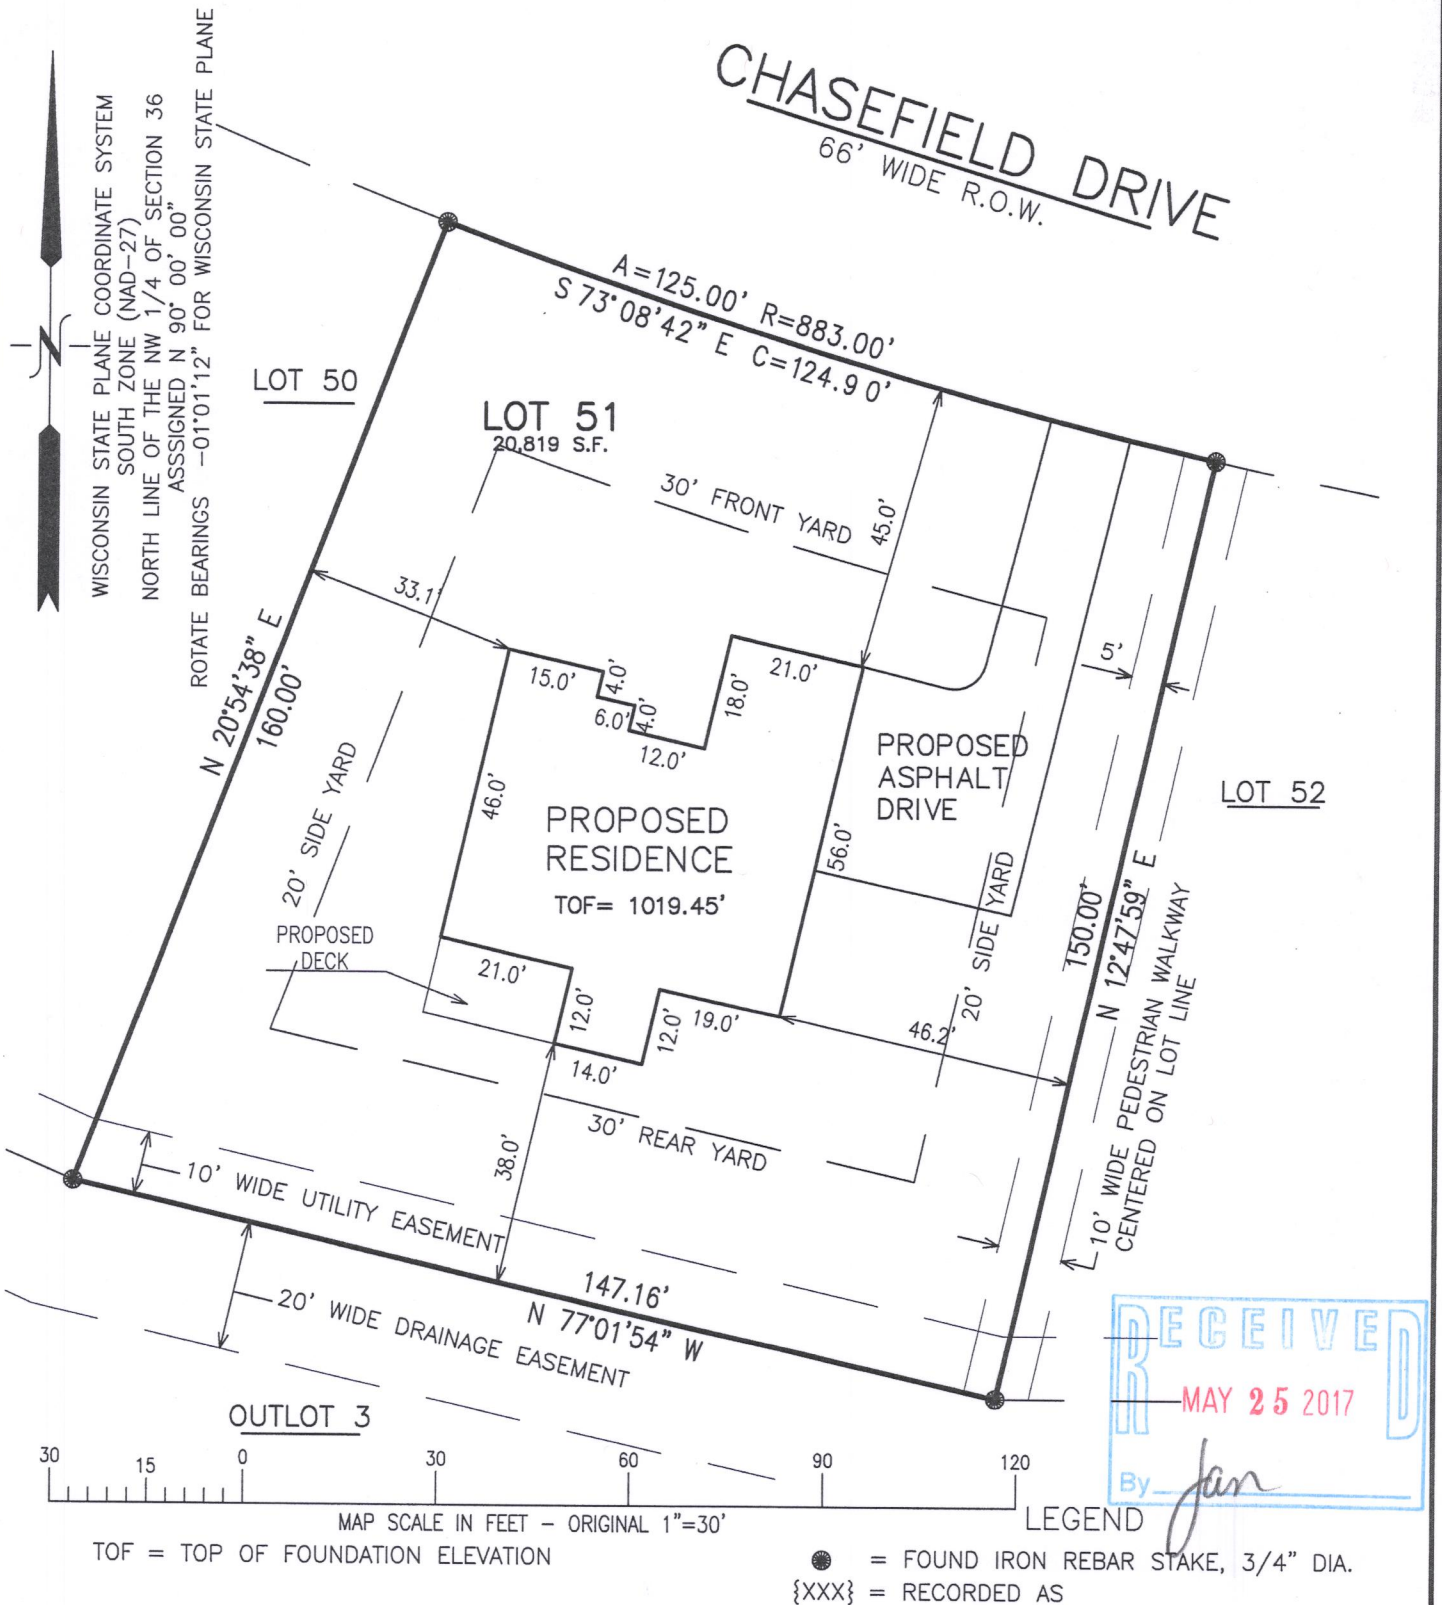 CHASEFIELD DRIVE
66' WIDE R.O.W.
WISCONSIN STATE PLANE COORDINATE SYSTEM
SOUTH ZONE (NAD-27)
NORTH LINE OF THE NW 1/4 OF SECTION 36
ASSSIGNED N 90° 00' 00"
ROTATE BEARINGS -01°01'12" FOR WISCONSIN STATE PLANE
N
A=125.00' R=883.00'
S 73°08'42" E C=124.90'
LOT 50
LOT 51
20,819 S.F.
30' FRONT YARD
45.0'
33.1'
N 20°54'38" E
160.00'
15.0'
4.0'
6.0'
4.0'
12.0'
18.0'
21.0'
5'
PROPOSED
ASPHALT
DRIVE
LOT 52
46.0'
PROPOSED
RESIDENCE
TOF= 1019.45'
56.0'
20' SIDE YARD
20' SIDE YARD
150.00'
N 12°47'59" E
10' WIDE PEDESTRIAN WALKWAY
CENTERED ON LOT LINE
PROPOSED
DECK
21.0'
12.0'
14.0'
12.0'
19.0'
46.2'
38.0'
30' REAR YARD
10' WIDE UTILITY EASEMENT
147.16'
N 77°01'54" W
20' WIDE DRAINAGE EASEMENT
OUTLOT 3
RECEIVED
MAY 25 2017
By Jan
30 15 0 30 60 90 120
MAP SCALE IN FEET - ORIGINAL 1"=30'
LEGEND
TOF = TOP OF FOUNDATION ELEVATION
= FOUND IRON REBAR STAKE, 3/4" DIA.
{XXX} = RECORDED AS